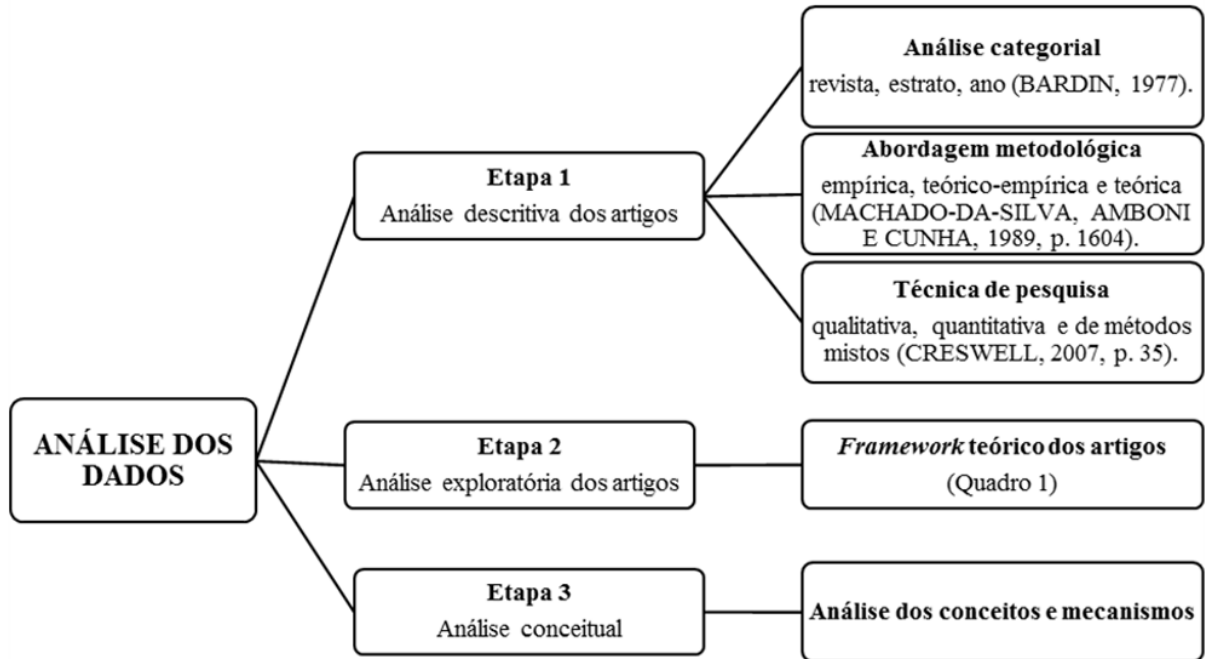 ANÁLISE DOS
DADOS
Etapa 1
Análise descritiva dos artigos
Análise categorial
revista, estrato, ano (BARDIN, 1977).
Abordagem metodológica
empírica, teórico-empírica e teórica
(MACHADO-DA-SILVA, AMBONI
E CUNHA, 1989, p. 1604).
Técnica de pesquisa
qualitativa, quantitativa e de métodos
mistos (CRESWELL, 2007, p. 35).
Etapa 2
Análise exploratória dos artigos
Framework teórico dos artigos
(Quadro 1)
Etapa 3
Análise conceitual
Análise dos conceitos e mecanismos